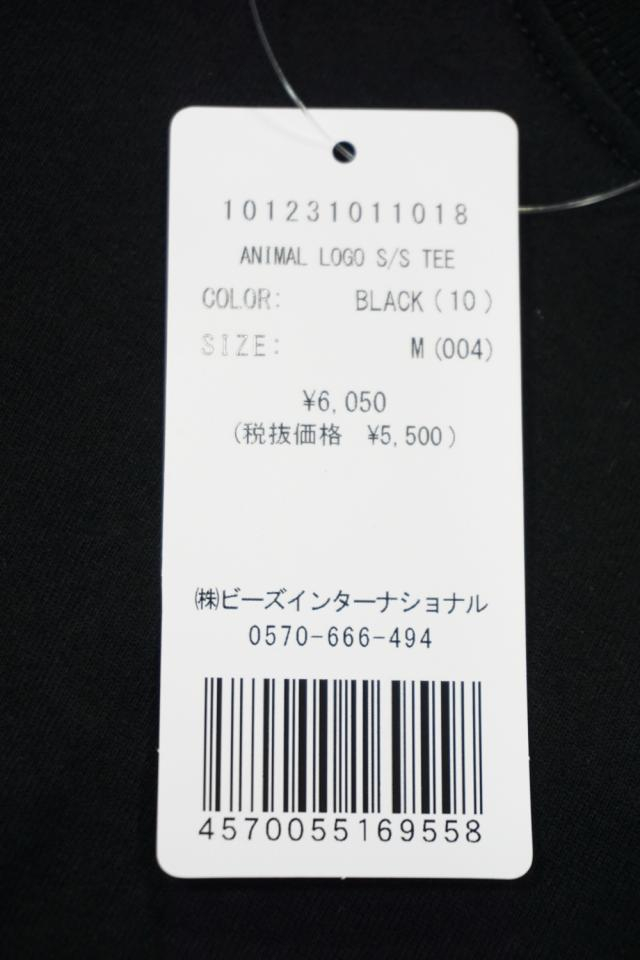 101231011018
ANIMAL LOGO S/S TEE
COLOR: BLACK(10)
SIZE: M(004)
¥6,050
(税抜価格 ¥5,500)
㈱ビーズインターナショナル
0570-666-494
4570055169558